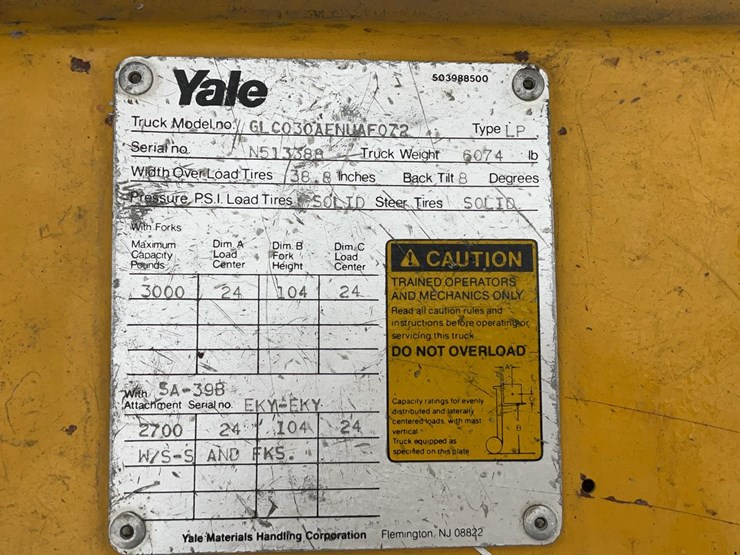 503988500
Yale
Truck Model no. GLC030AENUAF072 Type LP
Serial no. N513388 Truck Weight 6074 lb
Width Over Load Tires 38.8 Inches Back Tilt 8 Degrees
Pressure P.S.I. Load Tires SOLID Steer Tires SOLID
With Forks
Maximum Capacity Pounds Dim. A Load Center Dim. B Fork Height Dim. C Load Center
3000 24 104 24
With SA-39B
Attachment Serial no. EKY-EKY
2700 24 104 24
W/S-S AND FKS.
CAUTION
TRAINED OPERATORS
AND MECHANICS ONLY
Read all caution rules and
instructions before operating or
servicing this truck
DO NOT OVERLOAD
Capacity ratings for evenly
distributed and laterally
centered loads, with mast
vertical
Truck equipped as
specified on this plate
A
C
B
Yale Materials Handling Corporation Flemington, NJ 08822